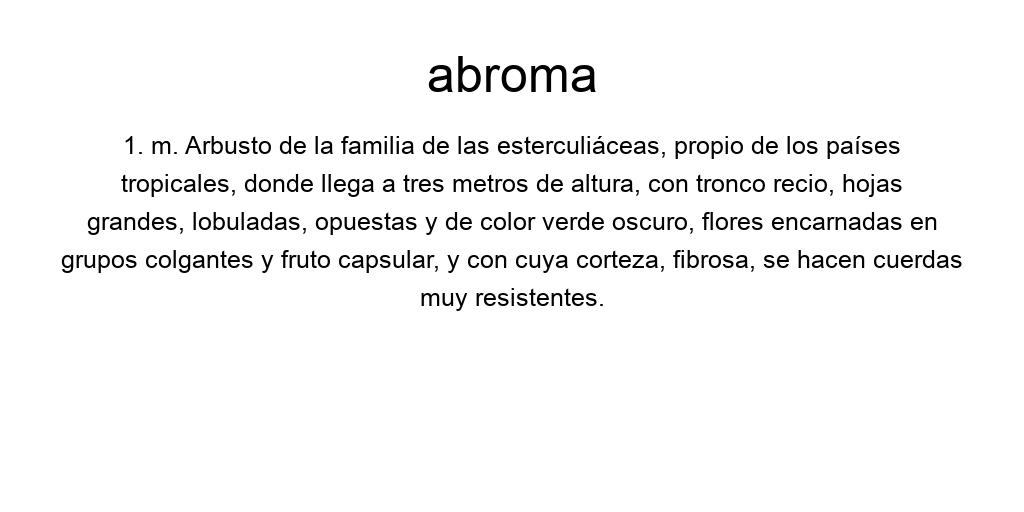 abroma
1. m. Arbusto de la familia de las esterculiáceas, propio de los países
tropicales, donde llega a tres metros de altura, con tronco recio, hojas
grandes, lobuladas, opuestas y de color verde oscuro, flores encarnadas en
grupos colgantes y fruto capsular, y con cuya corteza, fibrosa, se hacen cuerdas
muy resistentes.